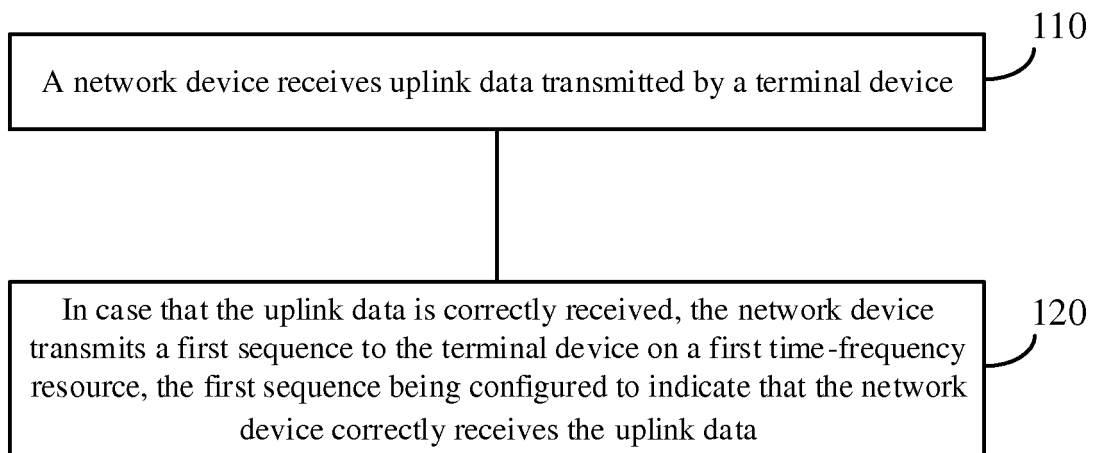 110
A network device receives uplink data transmitted by a terminal device
In case that the uplink data is correctly received, the network device
120
transmits a first sequence to the terminal device on a first time-frequency
resource, the first sequence being configured to indicate that the network
device correctly receives the uplink data